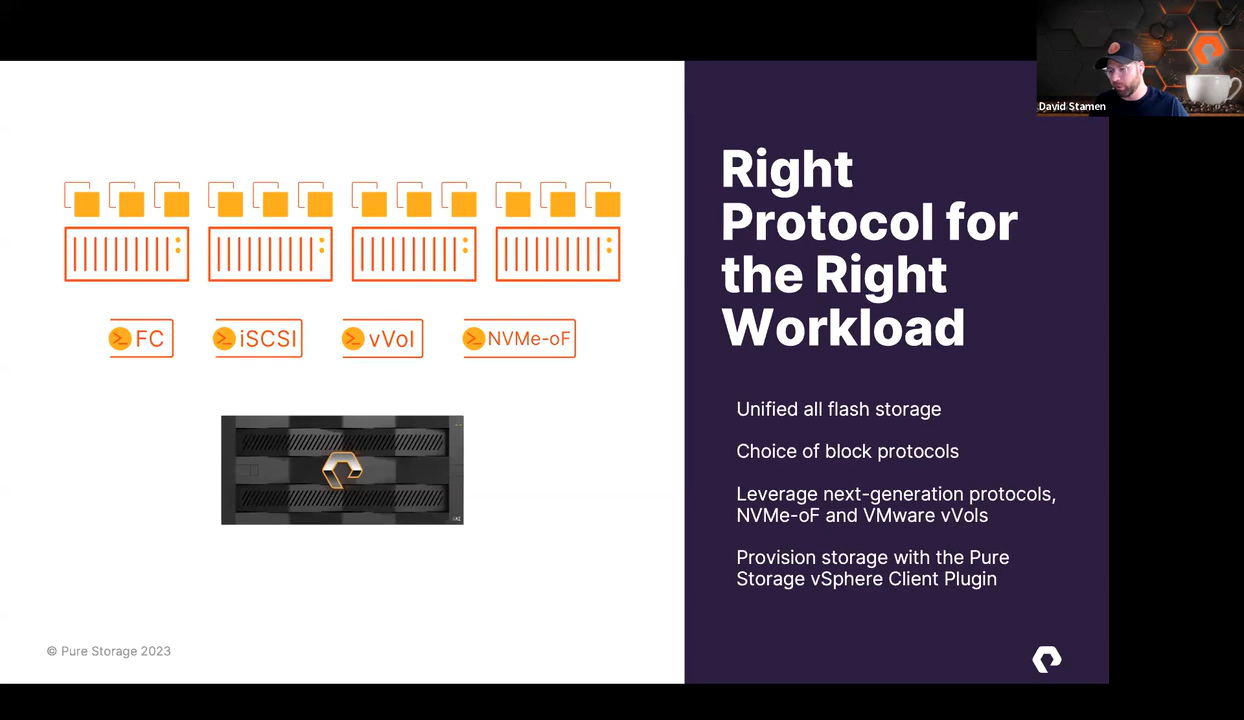 David Stamen
Right
Protocol for
the Right
Workload
FC
iSCSI
vVol
NVMe-oF
Unified all flash storage
Choice of block protocols
Leverage next-generation protocols,
NVMe-oF and VMware vVols
Provision storage with the Pure
Storage vSphere Client Plugin
© Pure Storage 2023